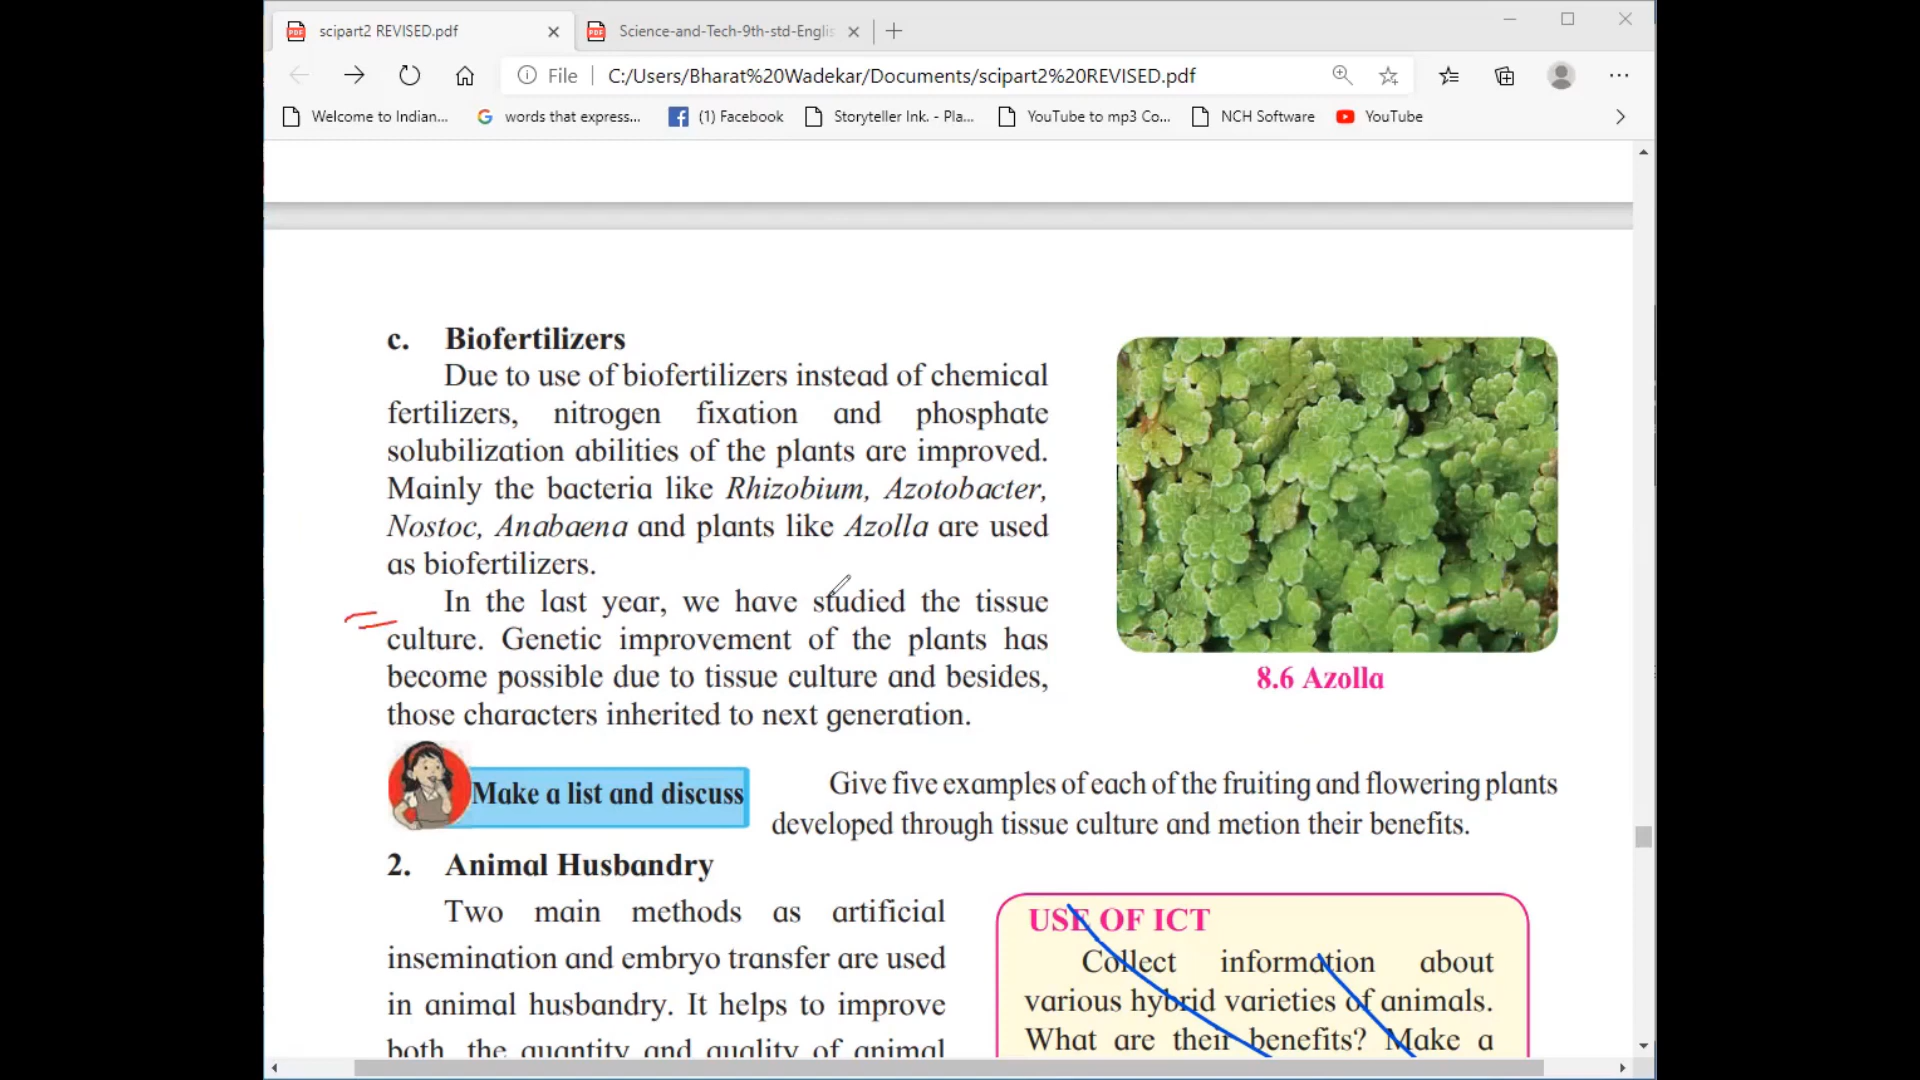 scipart2 REVISED.pdf
Science-and-Tech-9th-std-Englis
File
C:/Users/Bharat%20Wadekar/Documents/scipart2%20REVISED.pdf
Welcome to Indian...
words that express...
(1) Facebook
Storyteller Ink. - Pla...
YouTube to mp3 Co...
NCH Software
YouTube
c. Biofertilizers
Due to use of biofertilizers instead of chemical
fertilizers, nitrogen fixation and phosphate
solubilization abilities of the plants are improved.
Mainly the bacteria like Rhizobium, Azotobacter,
Nostoc, Anabaena and plants like Azolla are used
as biofertilizers.
In the last year, we have studied the tissue
culture. Genetic improvement of the plants has
become possible due to tissue culture and besides,
those characters inherited to next generation.
8.6 Azolla
Make a list and discuss
Give five examples of each of the fruiting and flowering plants
developed through tissue culture and metion their benefits.
2. Animal Husbandry
Two main methods as artificial
insemination and embryo transfer are used
in animal husbandry. It helps to improve
both, the quantity and quality of animal
USE OF ICT
Collect information about
various hybrid varieties of animals.
What are their benefits? Make a